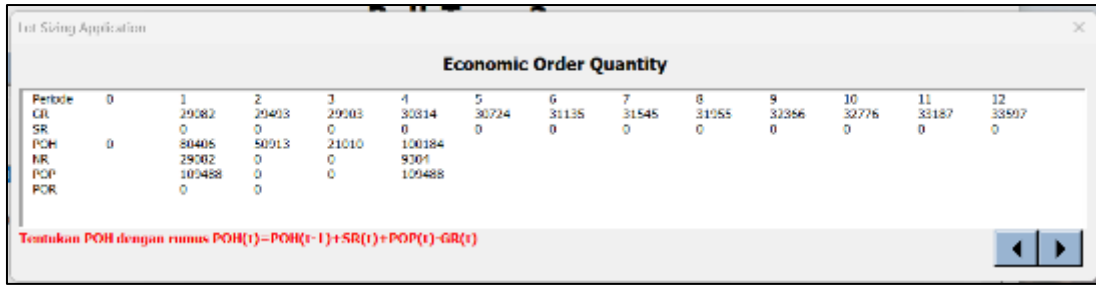 Lot Sizing Application
Economic Order Quantity
Periode 0 1 2 3 4 5 6 7 8 9 10 11 12
GR 29082 29493 29903 30314 30724 31135 31545 31955 32366 32776 33187 33597
SR 0 0 0 0 0 0 0 0 0 0 0 0
POH 0 80406 50913 21010 100184
NR 29082 0 0 9304
POP 109488 0 0 109488
POR 0 0
Tentukan POH dengan rumus POH(t)=POH(t-1)+SR(t)+POP(t)-GR(t)